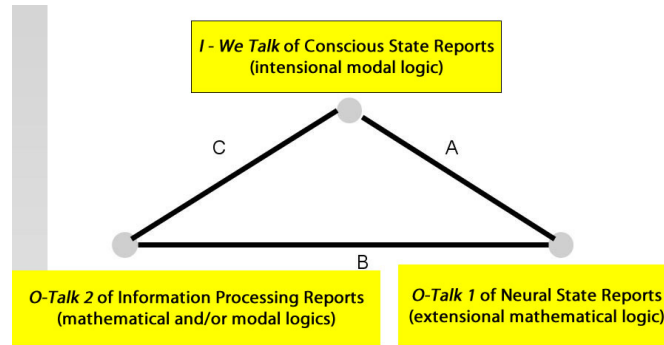 I - We Talk of Conscious State Reports
(intensional modal logic)
C
A
B
O-Talk 2 of Information Processing Reports
(mathematical and/or modal logics)
O-Talk 1 of Neural State Reports
(extensional mathematical logic)